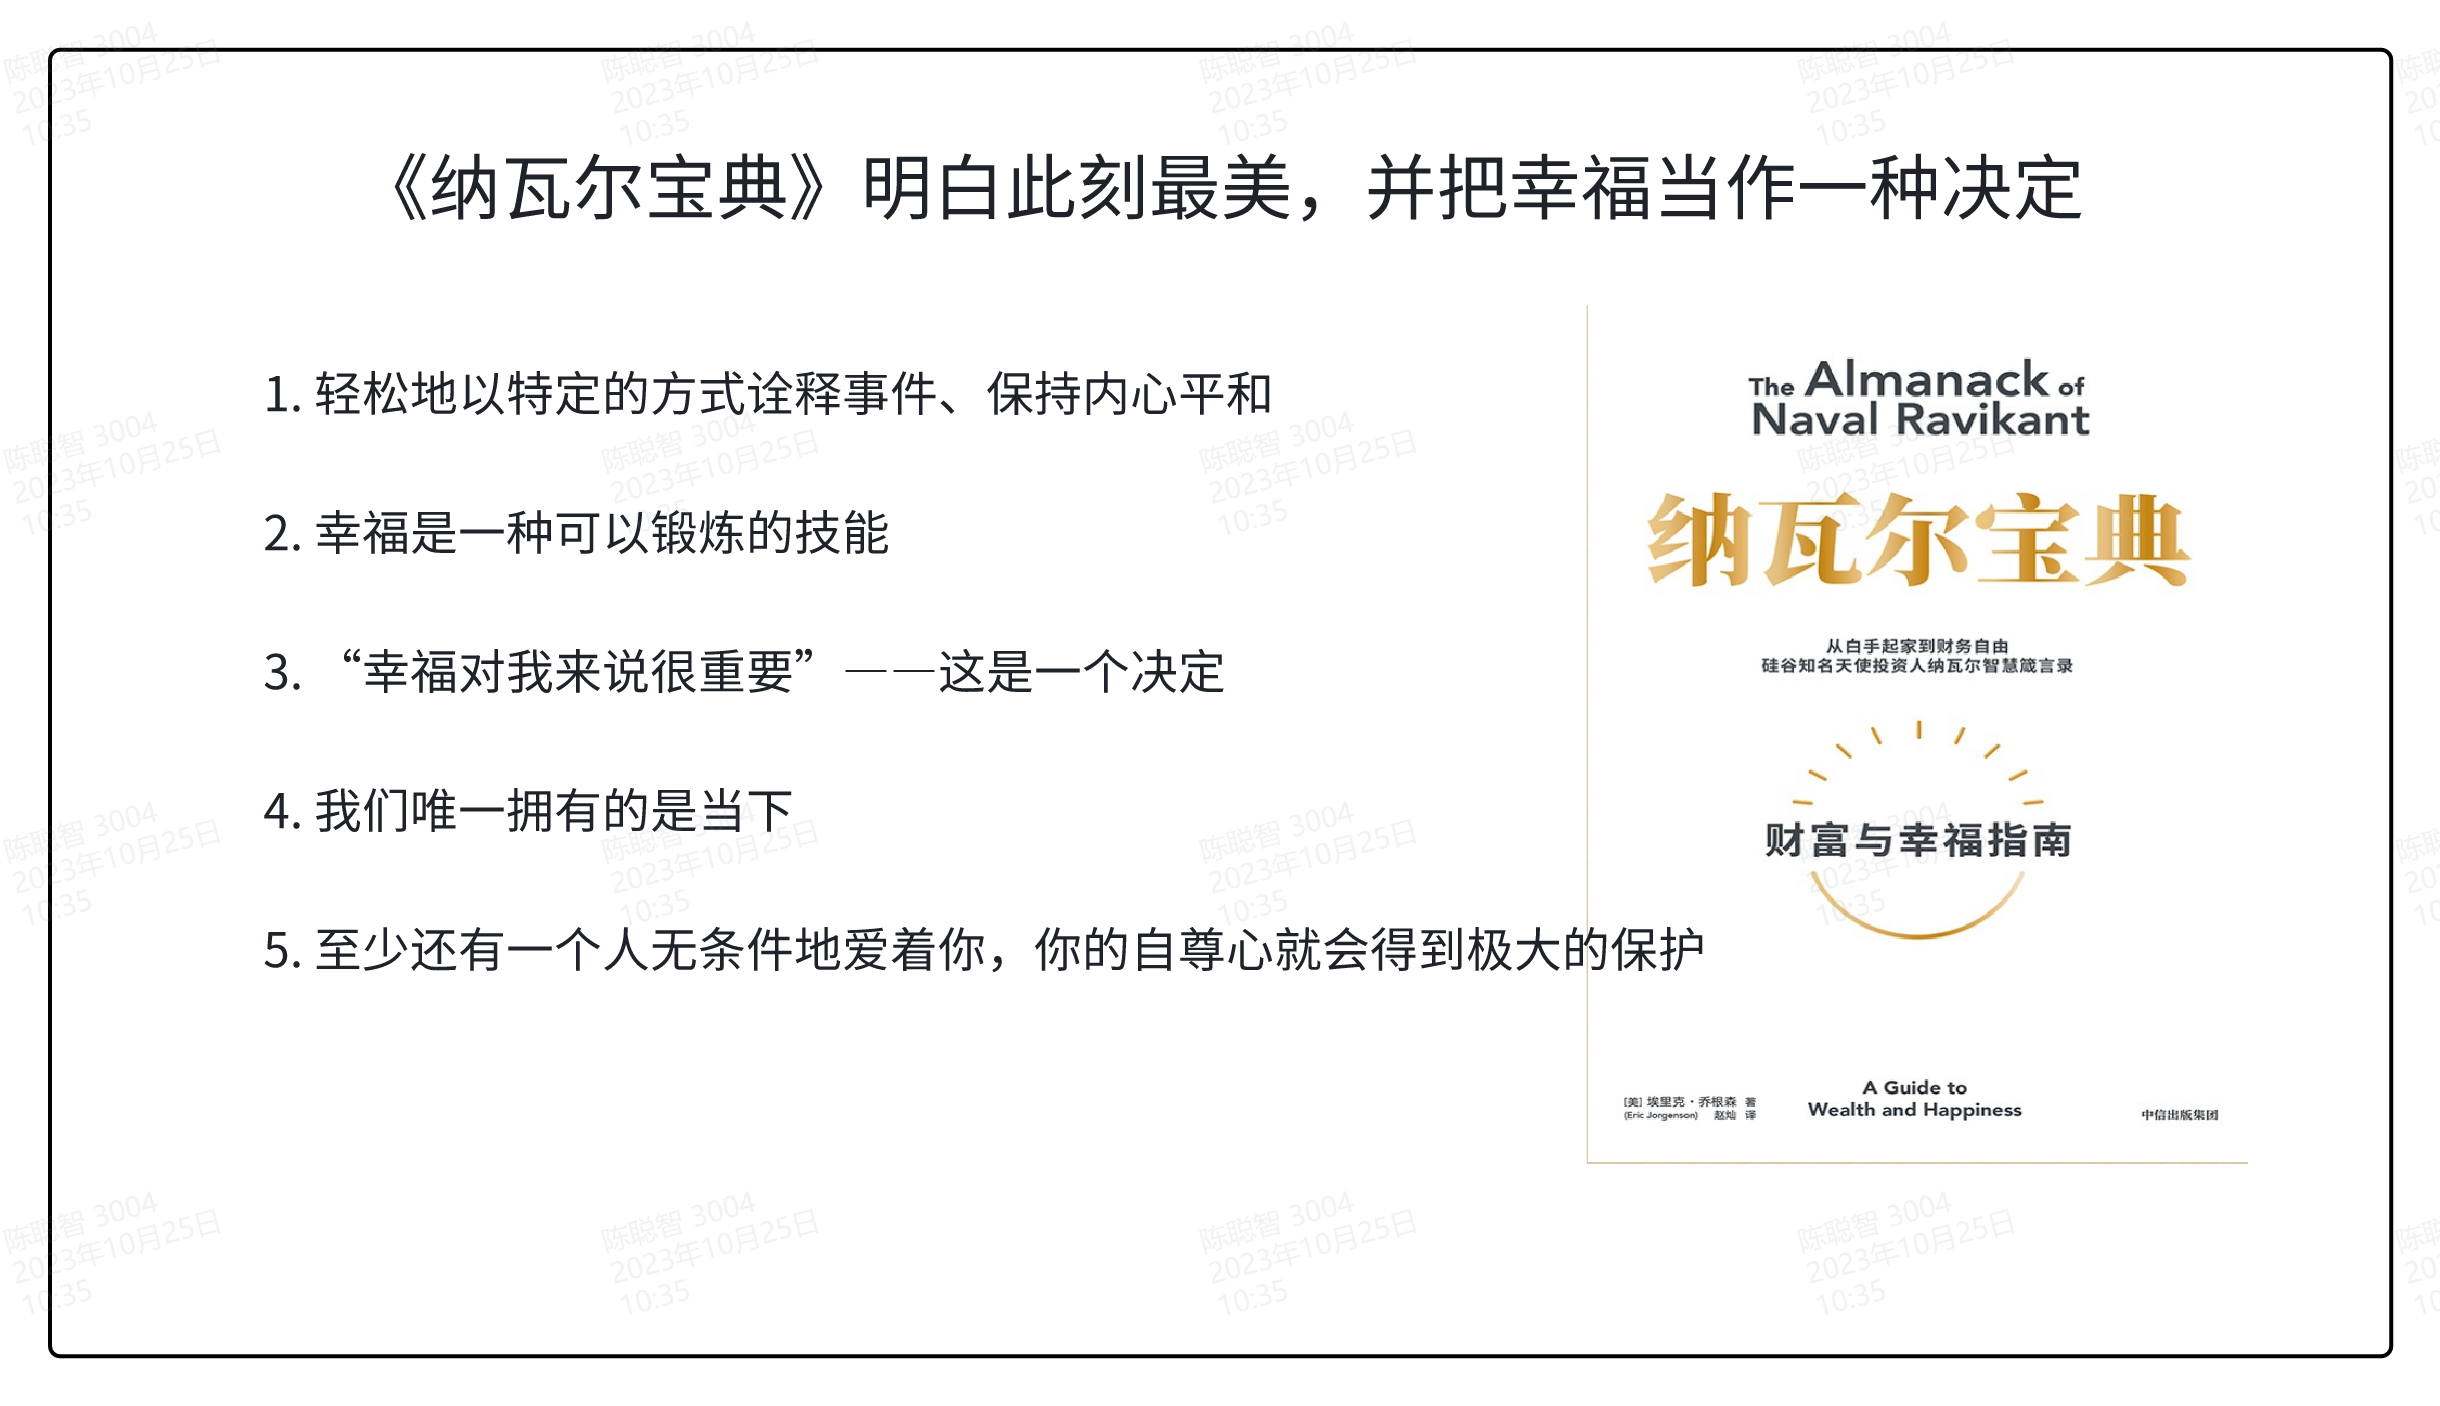 《纳瓦尔宝典》明白此刻最美，并把幸福当作一种决定
1. 轻松地以特定的方式诠释事件、保持内心平和
2. 幸福是一种可以锻炼的技能
3. “幸福对我来说很重要”——这是一个决定
4. 我们唯一拥有的是当下
5. 至少还有一个人无条件地爱着你，你的自尊心就会得到极大的保护
The Almanack of
Naval Ravikant
纳瓦尔宝典
从白手起家到财务自由
硅谷知名天使投资人纳瓦尔智慧箴言录
财富与幸福指南
[美] 埃里克·乔根森 著
(Eric Jorgenson) 赵灿 译
A Guide to
Wealth and Happiness
中信出版集团
陈聪智 3004
2023年10月25日
10:35